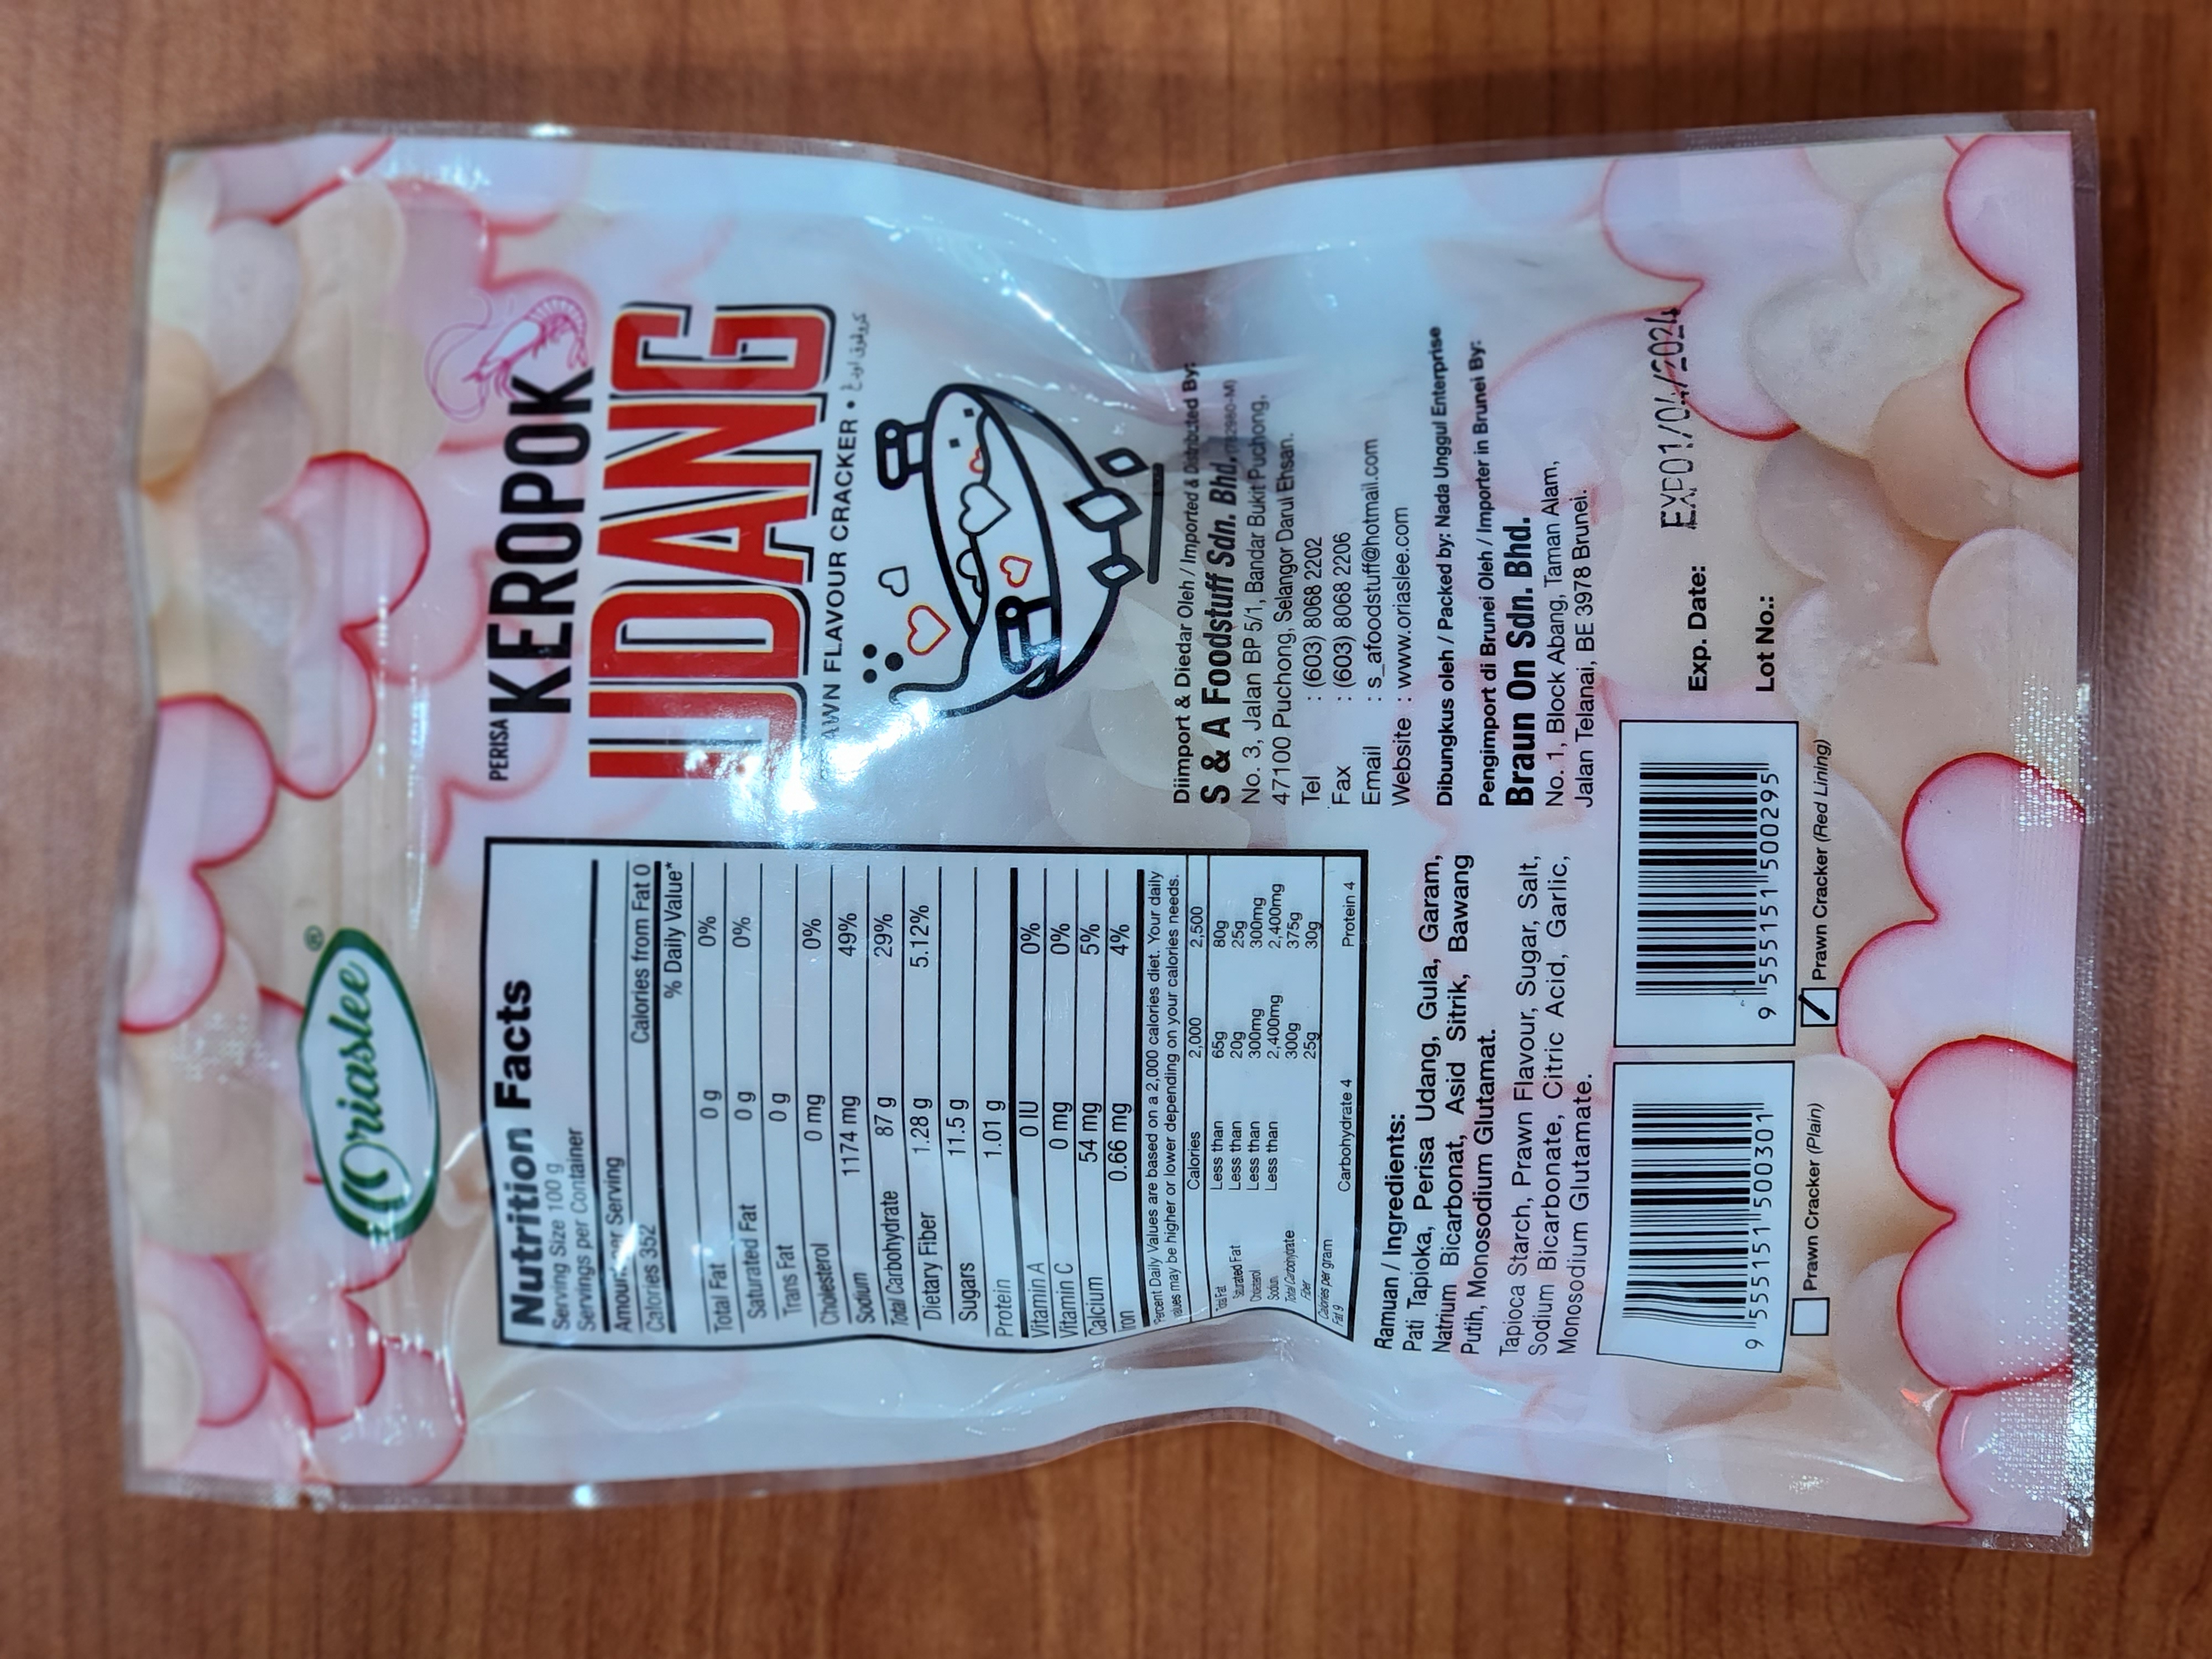 Oriaslee®
PERISA
KEROPOK
UDANG
PRAWN FLAVOUR CRACKER •
Nutrition Facts
Serving Size 100 g
Servings per Container
Amount per Serving
Calories 352 Calories from Fat 0
% Daily Value*
Total Fat 0 g 0%
Saturated Fat 0 g 0%
Trans Fat 0 g
Cholesterol 0 mg 0%
Sodium 1174 mg 49%
Total Carbohydrate 87 g 29%
Dietary Fiber 1.28 g 5.12%
Sugars 11.5 g
Protein 1.01 g
Vitamin A 0 IU 0%
Vitamin C 0 mg 0%
Calcium 54 mg 5%
Iron 0.66 mg 4%
Percent Daily Values are based on a 2,000 calories diet. Your daily
values may be higher or lower depending on your calories needs.
Calories 2,000 2,500
Total Fat Less than 65g 80g
Saturated Fat Less than 20g 25g
Cholesterol Less than 300mg 300mg
Sodium Less than 2,400mg 2,400mg
Total Carbohydrate 300g 375g
Fiber 25g 30g
Calories per gram
Fat 9 Carbohydrate 4 Protein 4
Ramuan / Ingredients:
Pati Tapioka, Perisa Udang, Gula, Garam,
Natrium Bicarbonat, Asid Sitrik, Bawang
Putih, Monosodium Glutamat.
Tapioca Starch, Prawn Flavour, Sugar, Salt,
Sodium Bicarbonate, Citric Acid, Garlic,
Monosodium Glutamate.
Diimport & Diedar Oleh / Imported & Distributed By:
S & A Foodstuff Sdn. Bhd.
No. 3, Jalan BP 5/1, Bandar Bukit Puchong,
47100 Puchong, Selangor Darul Ehsan.
Tel : (603) 8068 2202
Fax : (603) 8068 2206
Email : s_afoodstuff@hotmail.com
Website : www.oriaslee.com
Dibungkus oleh / Packed by: Nada Unggul Enterprise
Pengimport di Brunei Oleh / Importer in Brunei By:
Braun On Sdn. Bhd.
No. 1, Block Abang, Taman Alam,
Jalan Telanai, BE 3978 Brunei.
9 555151 500301
Prawn Cracker (Plain)
9 555151 500295
Prawn Cracker (Red Lining)
Exp. Date: EXP01/04/2024
Lot No.: